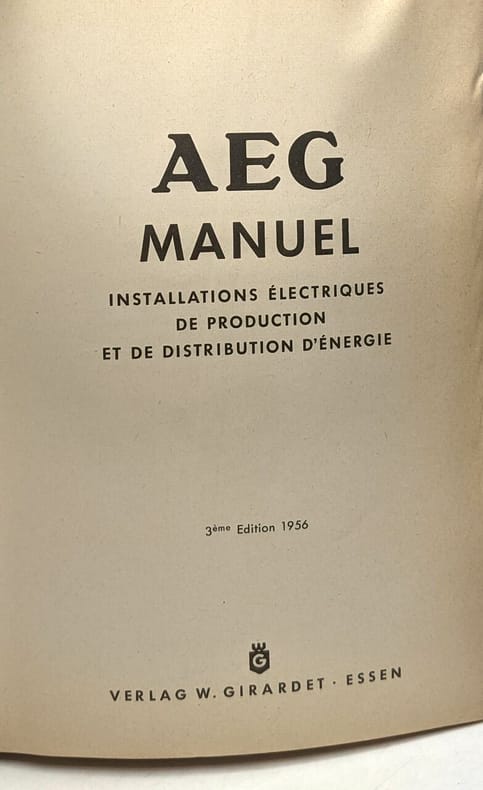 AEG
MANUEL
INSTALLATIONS ÉLECTRIQUES
DE PRODUCTION
ET DE DISTRIBUTION D'ÉNERGIE
3ème Edition 1956
G
VERLAG W. GIRARDET · ESSEN